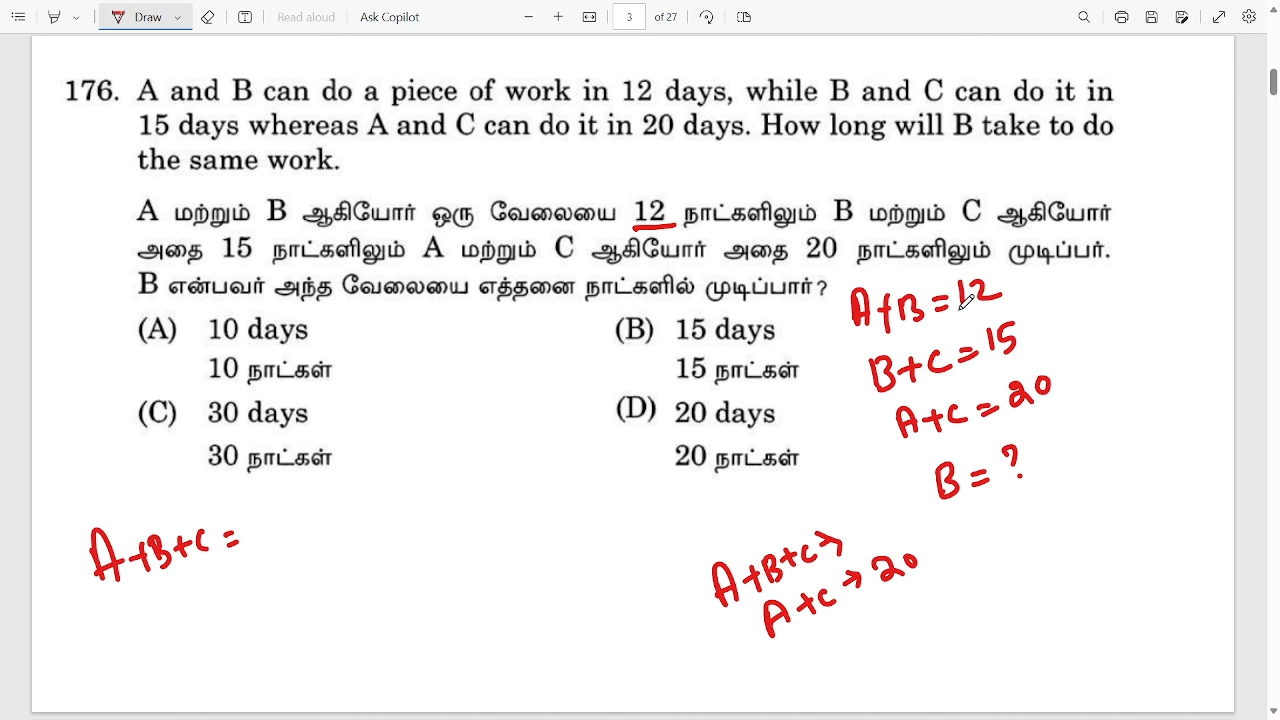 Draw
Read aloud
Ask Copilot
3 of 27
176. A and B can do a piece of work in 12 days, while B and C can do it in
15 days whereas A and C can do it in 20 days. How long will B take to do
the same work.
A மற்றும் B ஆகியோர் ஒரு வேலையை 12 நாட்களிலும் B மற்றும் C ஆகியோர்
அதை 15 நாட்களிலும் A மற்றும் C ஆகியோர் அதை 20 நாட்களிலும் முடிப்பர்.
B என்பவர் அந்த வேலையை எத்தனை நாட்களில் முடிப்பார்?
(A) 10 days
10 நாட்கள்
(B) 15 days
15 நாட்கள்
(C) 30 days
30 நாட்கள்
(D) 20 days
20 நாட்கள்
A+B=12
B+C=15
A+C=20
B=?
A+B+C=
A+B+C→
A+C→20